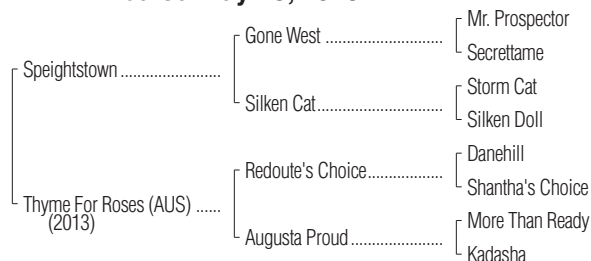 Gone West
Mr. Prospector
Secrettame
Speightstown
Silken Cat
Storm Cat
Silken Doll
Redoute's Choice
Danehill
Shantha's Choice
Thyme For Roses (AUS)
(2013)
Augusta Proud
More Than Ready
Kadasha